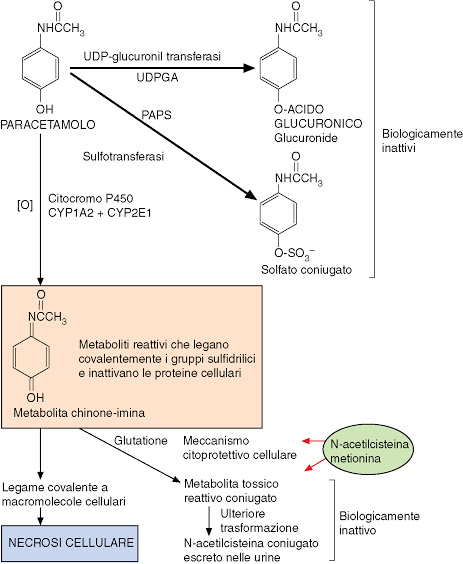 O
NHCCH3
OH
PARACETAMOLO
UDP-glucuronil transferasi
UDPGA
PAPS
Sulfotransferasi
O
NHCCH3
O-ACIDO
GLUCURONICO
Glucuronide
O
NHCCH3
O-SO3−
Solfato coniugato
Biologicamente
inattivi
[O]
Citocromo P450
CYP1A2 + CYP2E1
O
NCCH3
OH
Metabolita chinone-imina
Metaboliti reattivi che legano
covalentemente i gruppi sulfidrilici
e inattivano le proteine cellulari
Glutatione
Meccanismo
citoprottetivo cellulare
N-acetilcisteina
metionina
Legame covalente a
macromolecole cellulari
NECROSI CELLULARE
Metabolita tossico
reattivo coniugato
Ulteriore
trasformazione
N-acetilcisteina coniugato
escreto nelle urine
Biologicamente
inattivo